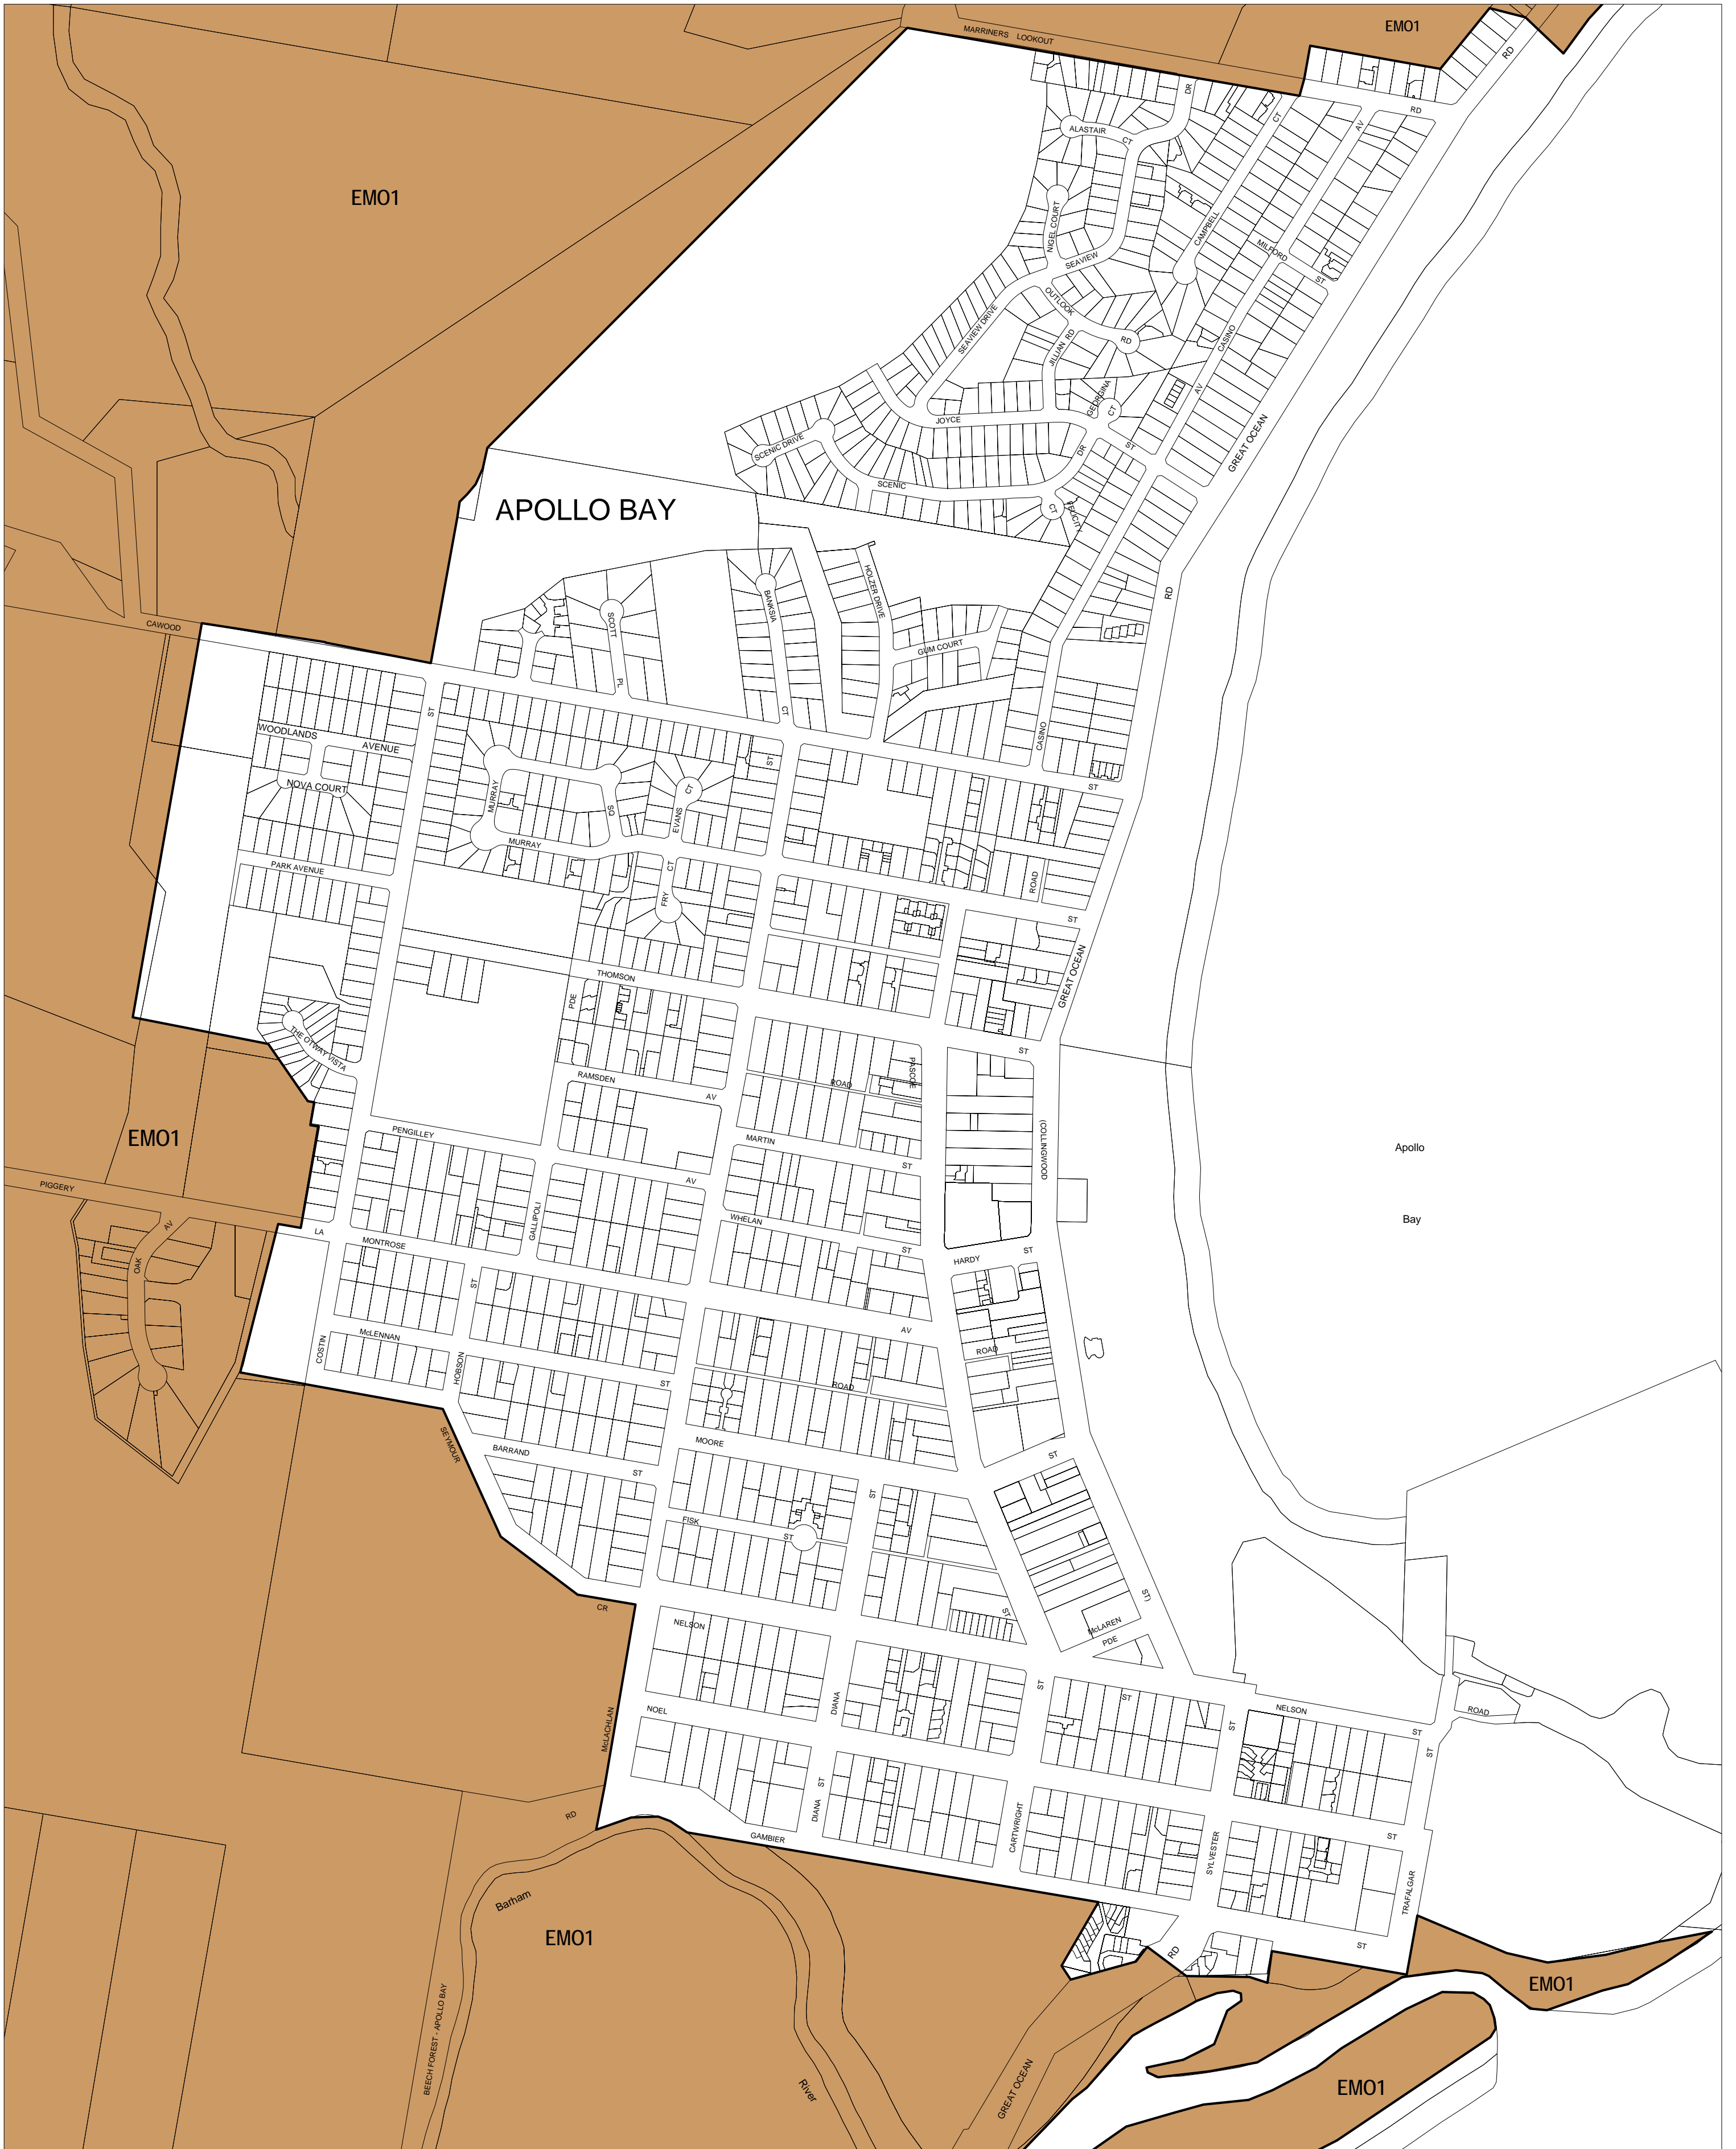 EMO1
MARRINERS LOOKOUT
RD
DR
RD
ALASTAIR
CT
CT
AV
EMO1
NIGEL COURT
CAMPBELL
MILFORD
ST
SEAVIEW
OUTLOOK
SEAVIEW DRIVE
JILLIAN RD
RD
CASINO
AV
GEORGINA
CT
JOYCE
ST
GREAT OCEAN
SCENIC DRIVE
DR
SCENIC
CT
FELICITY
APOLLO BAY
RD
HOLZER DRIVE
BANKSIA
SCOTT
CAWOOD
GUM COURT
PL
CT
ST
CASINO
WOODLANDS
AVENUE
ST
NOVA COURT
MURRAY
SQ
EVANS
CT
ST
MURRAY
PARK AVENUE
CT
FRY
ROAD
ST
GREAT OCEAN
THOMSON
PDE
THE OTWAY VISTA
ST
PASCOE
RAMSDEN
AV
ROAD
EMO1
PENGILLEY
MARTIN
ST
(COLLINGWOOD
Apollo
PIGGERY
AV
GALLIPOLI
WHELAN
ST
Bay
AV
OAK
LA
MONTROSE
HARDY
ST
ST
COSTIN
McLENNAN
HOBSON
AV
ROAD
ST
ROAD
SEYMOUR
BARRAND
ST
MOORE
ST
ST
FISK
ST
ST)
CR
NELSON
ST
McLAREN
PDE
McLACHLAN
NOEL
DIANA
ST
ST
ST
NELSON
ST
ROAD
ST
RD
DIANA
ST
GAMBIER
CARTWRIGHT
SYLVESTER
ST
TRAFALGAR
Barham
EMO1
RD
ST
EMO1
BEECH FOREST - APOLLO BAY
River
GREAT OCEAN
EMO1